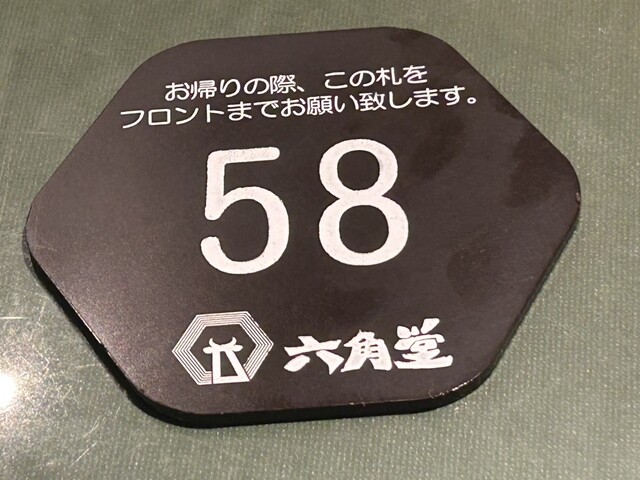 お帰りの際、この札を
フロントまでお願い致します。
58
六角堂